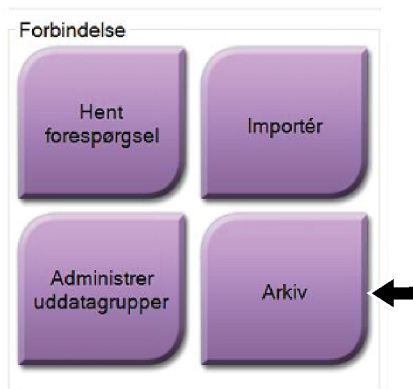 Forbindelse
Hent
forespørgsel
Importér
Administrer
uddatagrupper
Arkiv